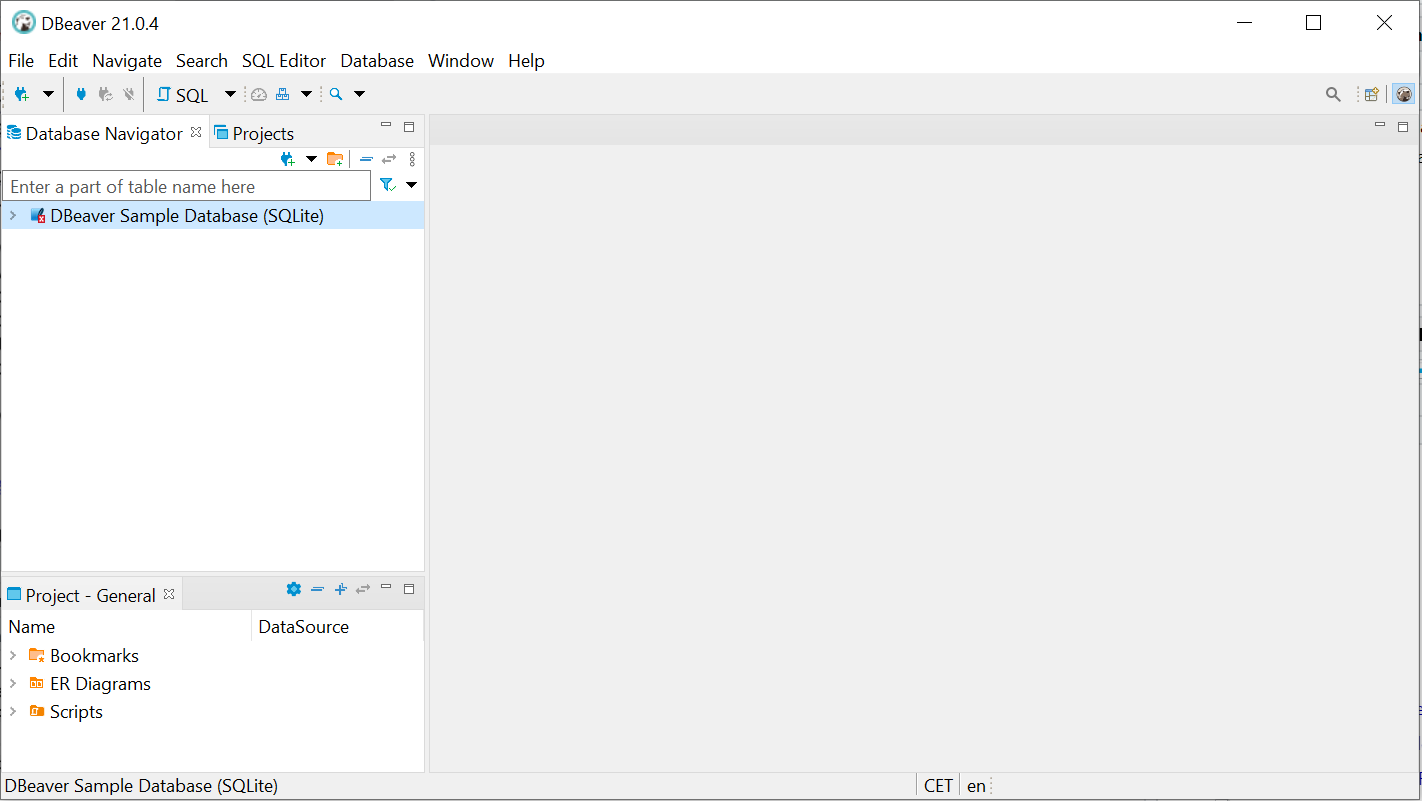 DBeaver 21.0.4
File Edit Navigate Search SQL Editor Database Window Help
SQL
Database Navigator Projects
Enter a part of table name here
DBeaver Sample Database (SQLite)
Project - General
Name DataSource
Bookmarks
ER Diagrams
Scripts
DBeaver Sample Database (SQLite) CET en